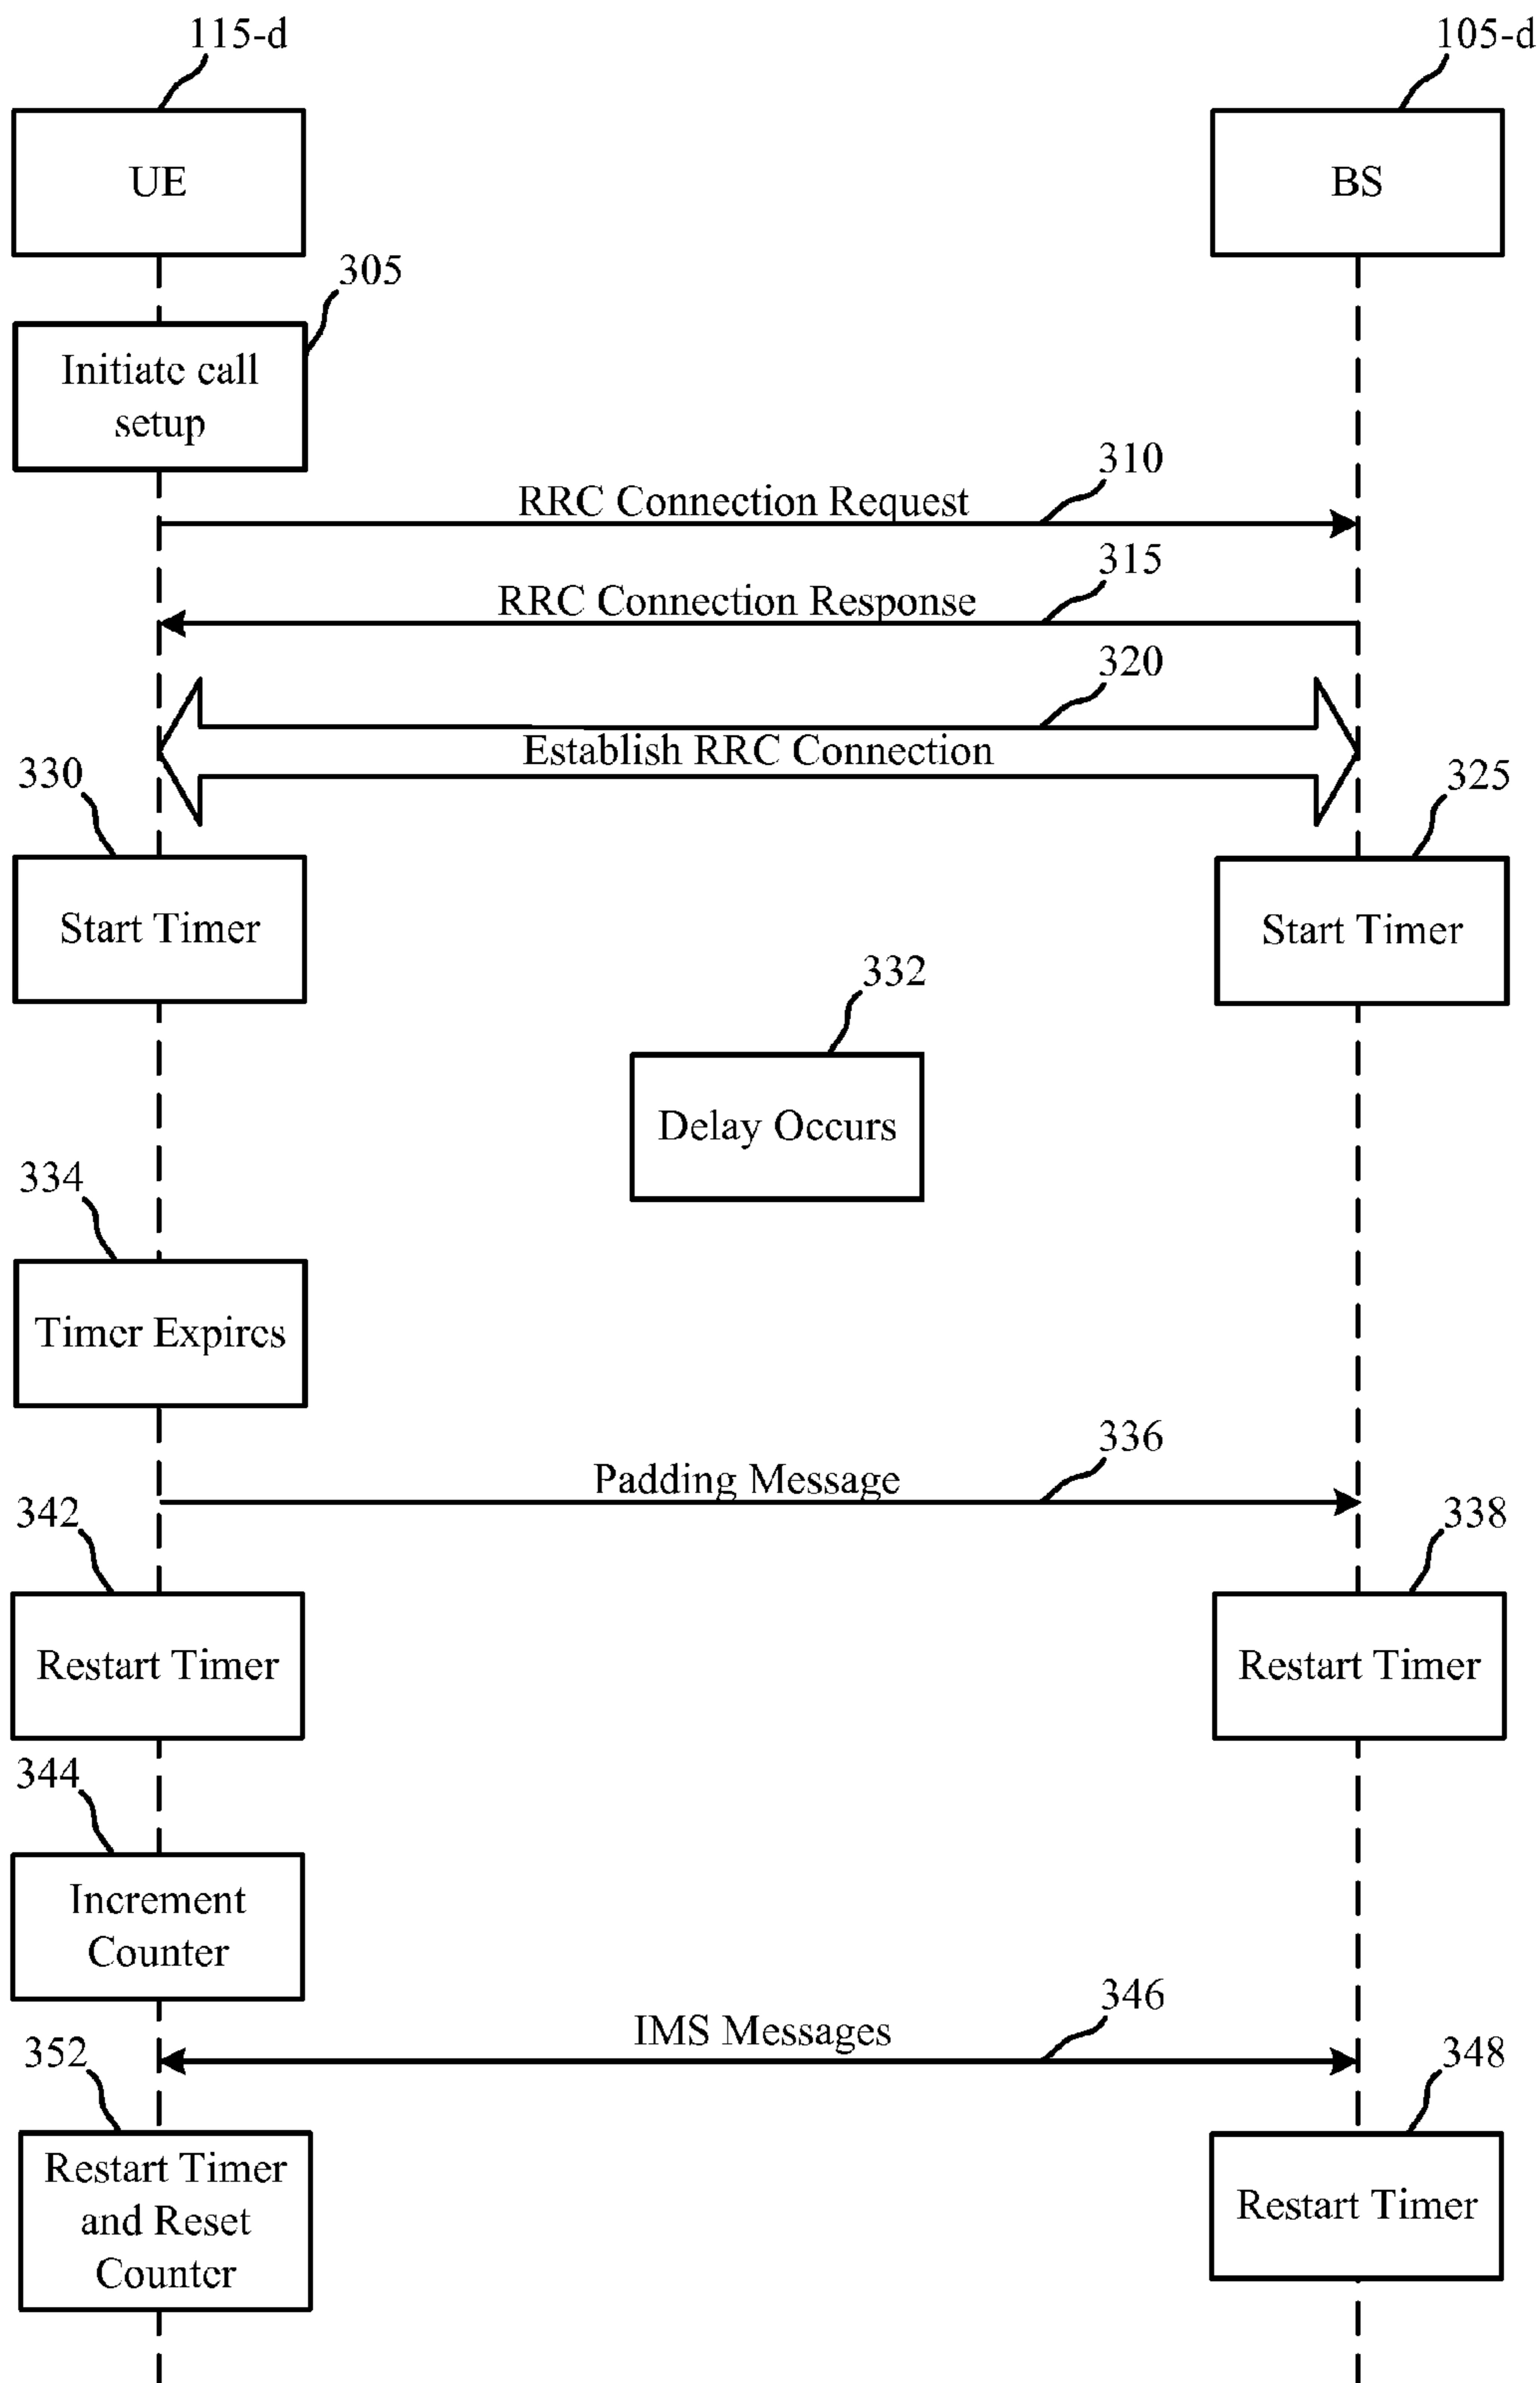 115-d
105-d
UE
BS
305
Initiate call
setup
310
RRC Connection Request
315
RRC Connection Response
320
Establish RRC Connection
330
325
Start Timer
Start Timer
332
Delay Occurs
334
Timer Expires
336
Padding Message
342
338
Restart Timer
Restart Timer
344
Increment
Counter
346
IMS Messages
352
348
Restart Timer
and Reset
Counter
Restart Timer